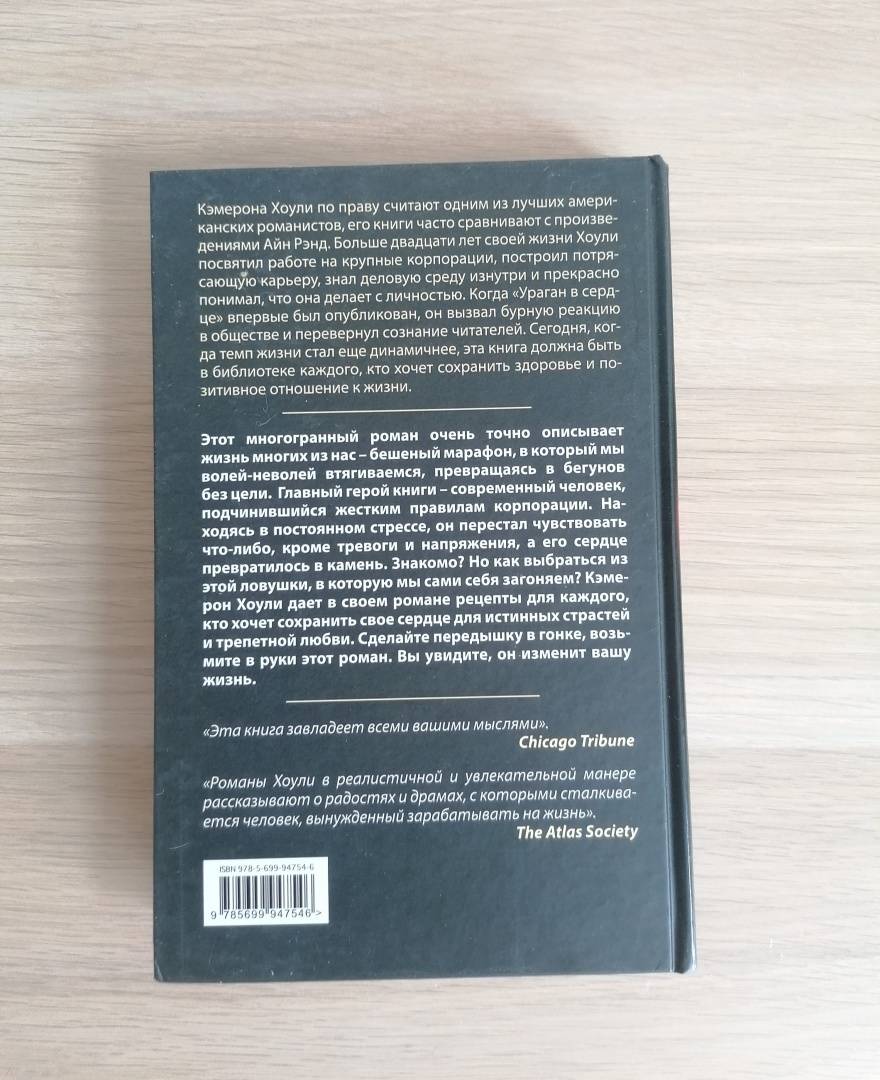 Кэмерона Хоули по праву считают одним из лучших амери-
канских романистов, его книги часто сравнивают с произве-
дениями Айн Рэнд. Больше двадцати лет своей жизни Хоули
посвятил работе на крупные корпорации, построил потря-
сающую карьеру, знал деловую среду изнутри и прекрасно
понимал, что она делает с личностью. Когда «Ураган в серд-
це» впервые был опубликован, он вызвал бурную реакцию
в обществе и перевернул сознание читателей. Сегодня, ког-
да темп жизни стал еще динамичнее, эта книга должна быть
в библиотеке каждого, кто хочет сохранить здоровье и по-
зитивное отношение к жизни.
Этот многогранный роман очень точно описывает
жизнь многих из нас – бешеный марафон, в который мы
волей-неволей втягиваемся, превращаясь в бегунов
без цели. Главный герой книги – современный человек,
подчинившийся жестким правилам корпорации. На-
ходясь в постоянном стрессе, он перестал чувствовать
что-либо, кроме тревоги и напряжения, а его сердце
превратилось в камень. Знакомо? Но как выбраться из
этой ловушки, в которую мы сами себя загоняем? Кэме-
рон Хоули дает в своем романе рецепты для каждого,
кто хочет сохранить свое сердце для истинных страстей
и трепетной любви. Сделайте передышку в гонке, возь-
мите в руки этот роман. Вы увидите, он изменит вашу
жизнь.
«Эта книга завладеет всеми вашими мыслями».
Chicago Tribune
«Романы Хоули в реалистичной и увлекательной манере
рассказывают о радостях и драмах, с которыми сталкива-
ется человек, вынужденный зарабатывать на жизнь».
The Atlas Society
ISBN 978-5-699-94754-6
9 785699 947546 >